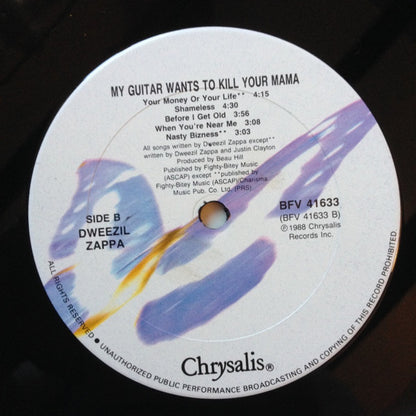 MY GUITAR WANTS TO KILL YOUR MAMA
Your Money Or Your Life** 4:15
Shameless 4:30
Before I Get Old 3:56
When You're Near Me 3:08
Nasty Bizness** 3:03
All songs written by Dweezil Zappa except**
written by Dweezil Zappa and Justin Clayton
Produced by Beau Hill
Published by Fighty-Bitey Music
(ASCAP) except **published by
Fighty-Bitey Music (ASCAP)/Charisma
Music Pub. Co. Ltd. (PRS).
SIDE B
DWEEZIL
ZAPPA
BFV 41633
(BFV 41633 B)
℗1988 Chrysalis
Records Inc.
Chrysalis®
ALL RIGHTS RESERVED • UNAUTHORIZED PUBLIC PERFORMANCE BROADCASTING AND COPYING OF THIS RECORD PROHIBITED